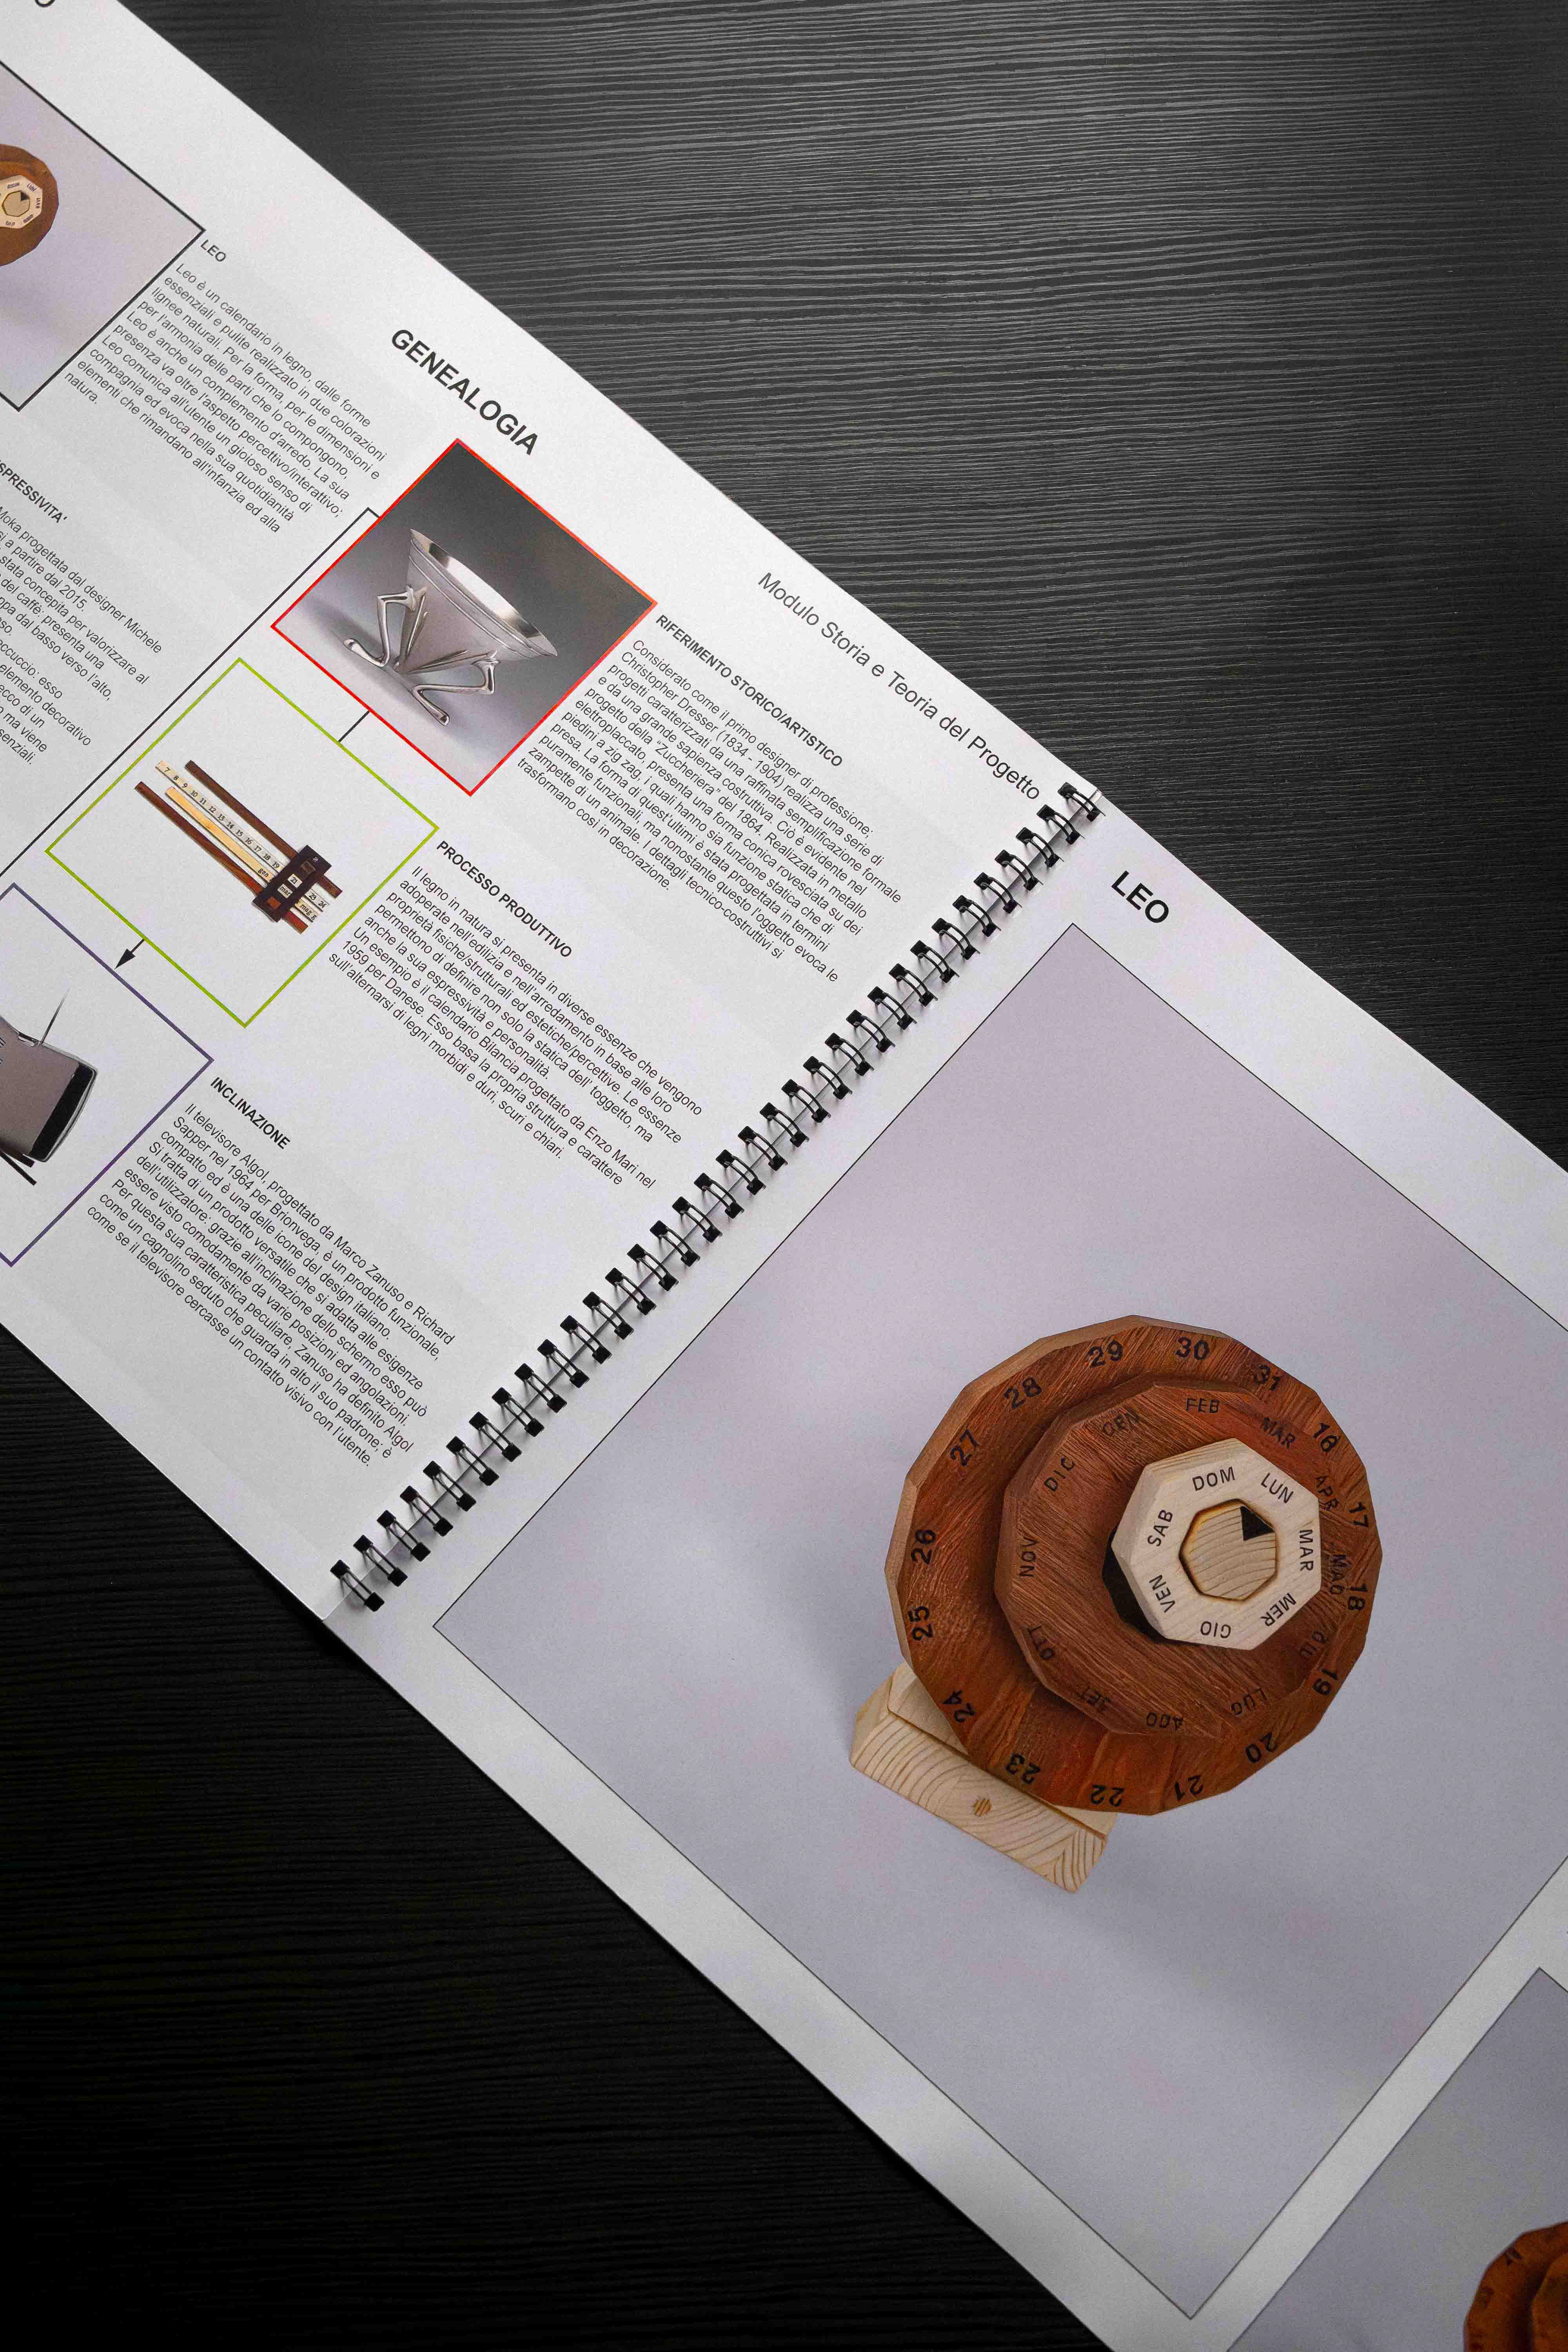 GENEALOGIA
Modulo Storia e Teoria del Progetto
LEO
Leo è un calendario in legno, dalle forme
essenziali e pulite realizzato in due colorazioni
lignee naturali. Per la forma, per le dimensioni e
per l'armonia delle parti che lo compongono,
Leo è anche un complemento d'arredo. La sua
presenza va oltre l'aspetto percettivo/interattivo;
Leo comunica all'utente un gioioso senso di
compagnia ed evoca nella sua quotidianità
elementi che rimandano all'infanzia ed alla
natura.
PRESSIVITA'
Moka progettata dal designer Michele
a partire dal 2015.
stata concepita per valorizzare al
del caffè: presenta una
dal basso verso l'alto,
esso
elemento decorativo
di un
ma viene
RIFERIMENTO STORICO/ARTISTICO
Considerato come il primo designer di professione;
Christopher Dresser (1834 - 1904) realizza una serie di
progetti caratterizzati da una raffinata semplificazione formale
e da una grande sapienza costruttiva. Ciò è evidente nel
progetto della "Zuccheriera" del 1864. Realizzata in metallo
elettroplaccato, presenta una forma conica rovesciata su dei
piedini a zig zag, i quali hanno sia funzione statica che di
presa. La forma di quest'ultimi è stata progettata in termini
puramente funzionali, ma nonostante questo l'oggetto evoca le
zampette di un animale. I dettagli tecnico-costruttivi si
trasformano così in decorazione.
PROCESSO PRODUTTIVO
Il legno in natura si presenta in diverse essenze che vengono
adoperate nell'edilizia e nell'arredamento in base alle loro
proprietà fisiche/strutturali ed estetiche/percettive. Le essenze
permettono di definire non solo la statica dell' toggetto, ma
anche la sua espressività e personalità.
Un esempio è il calendario Bilancia progettato da Enzo Mari nel
1959 per Danese. Esso basa la propria struttura e carattere
sull'alternarsi di legni morbidi e duri, scuri e chiari.
INCLINAZIONE
Il televisore Algol, progettato da Marco Zanuso e Richard
Sapper nel 1964 per Brionvega, è un prodotto funzionale,
compatto ed è una delle icone del design italiano.
Si tratta di un prodotto versatile che si adatta alle esigenze
dell'utilizzatore: grazie all'inclinazione dello schermo esso può
essere visto comodamente da varie posizioni ed angolazioni.
Per questa sua caratteristica peculiare, Zanuso ha definito Algol
come un cagnolino seduto che guarda in alto il suo padrone; è
come se il televisore cercasse un contatto visivo con l'utente.
LEO
29 30 31 16 17 18 19 20 21 22 23 24 25 26 27 28
GEN FEB MAR APR MAG GIU LUG AGO SET OTT NOV DIC
DOM LUN MAR MER GIO VEN SAB